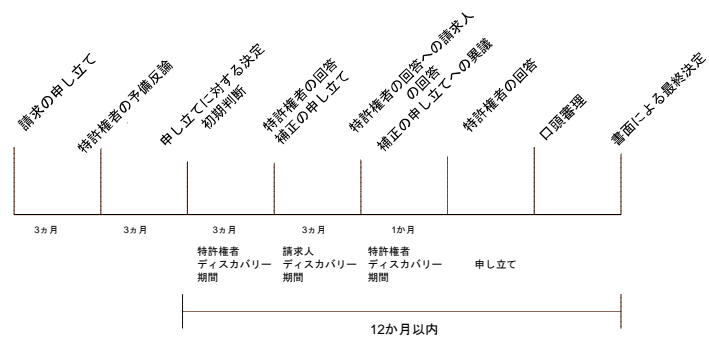 請求の申し立て
特許権者の予備反論
申し立てに対する決定
初期判断
特許権者の回答
補正の申し立て
特許権者の回答への請求人
の回答
補正の申し立てへの異議
特許権者の回答
口頭審理
書面による最終決定
3ヵ月
3ヵ月
3ヵ月
3ヵ月
1か月
特許権者
ディスカバリー
期間
請求人
ディスカバリー
期間
特許権者
ディスカバリー
期間
申し立て
12か月以内